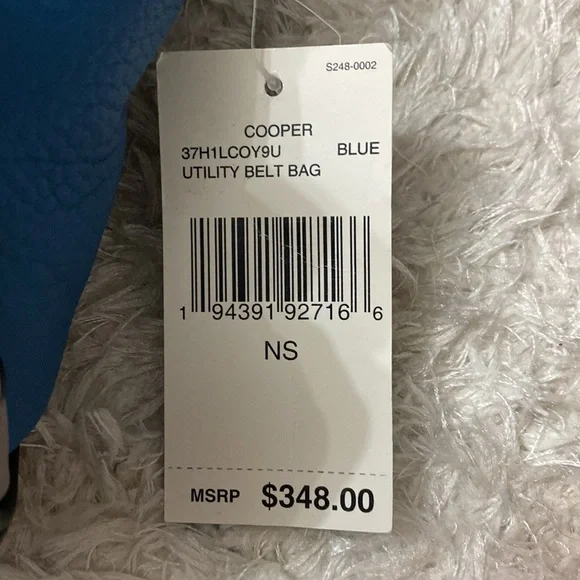 S248-0002
COOPER
37H1LCOY9U BLUE
UTILITY BELT BAG
1 94391 92716 6
NS
MSRP $348.00